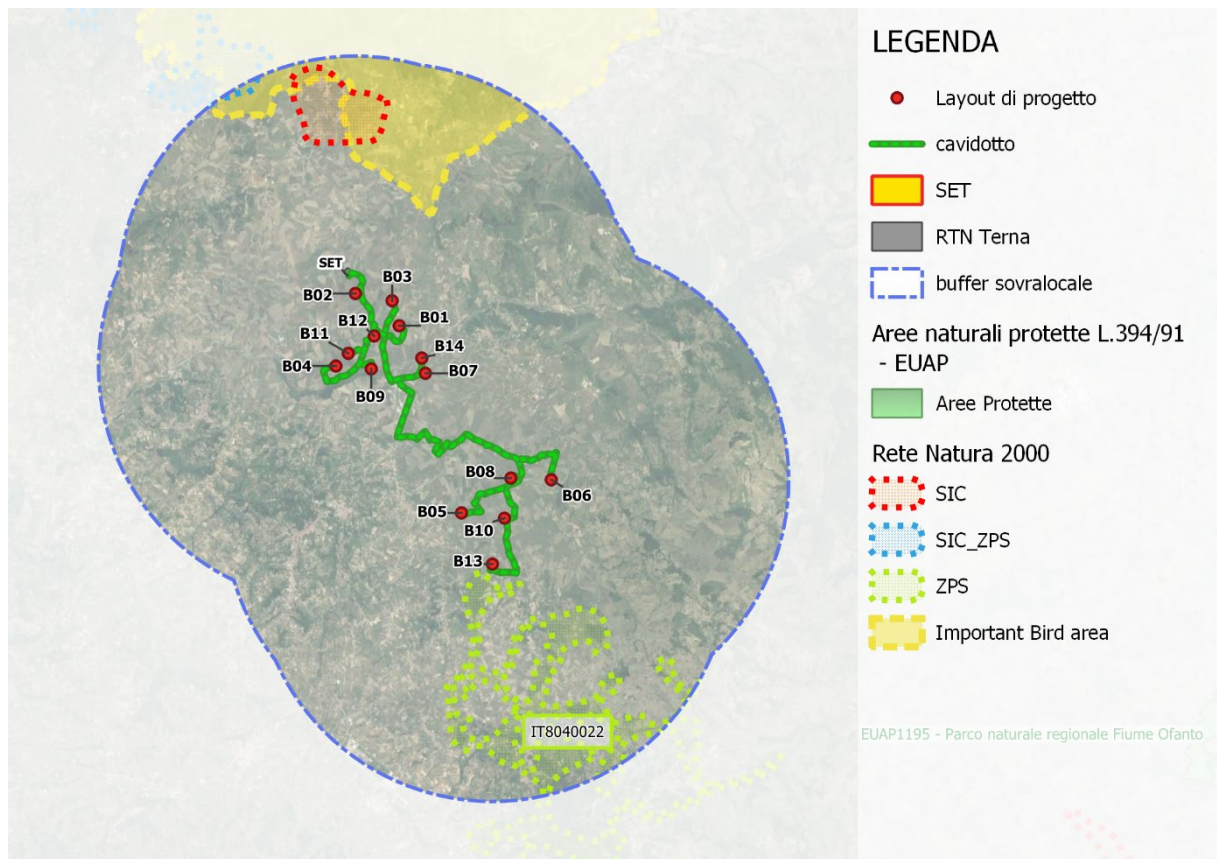 LEGENDA
Layout di progetto
cavidotto
SET
RTN Terna
buffer sovralocale
Aree naturali protette L.394/91
- EUAP
Aree Protette
Rete Natura 2000
SIC
SIC_ZPS
ZPS
Important Bird area
EUAP1195 - Parco naturale regionale Fiume Ofanto
SET
B03
B02
B12
B01
B11
B14
B04
B07
B09
B08
B06
B05
B10
B13
IT8040022